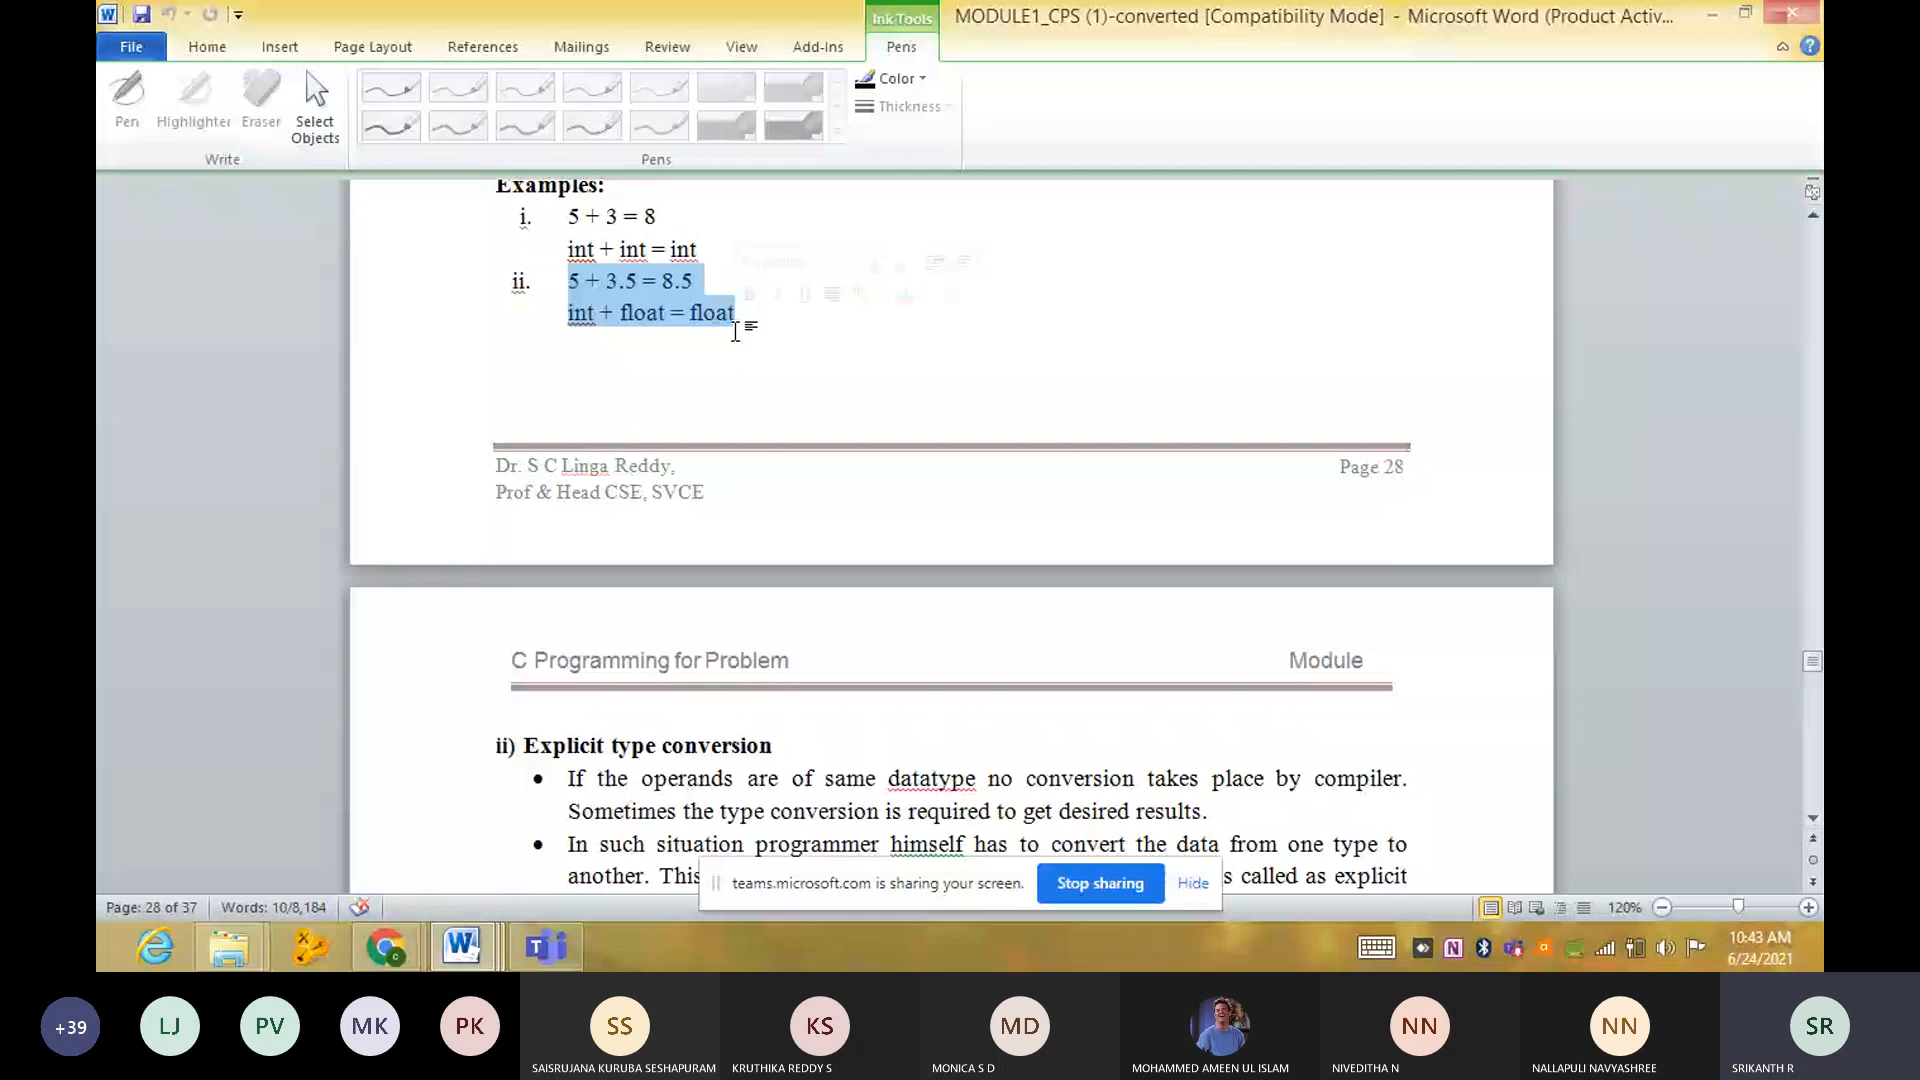 Ink Tools
MODULE1_CPS (1)-converted [Compatibility Mode] - Microsoft Word (Product Activ...
File Home Insert Page Layout References Mailings Review View Add-Ins Pens
Pen Highlighter Eraser Select Objects
Color
Thickness
Write Pens
Examples:
i. 5 + 3 = 8
int + int = int
ii. 5 + 3.5 = 8.5
int + float = float
Dr. S C Linga Reddy, Page 28
Prof & Head CSE, SVCE
C Programming for Problem Module
ii) Explicit type conversion
• If the operands are of same datatype no conversion takes place by compiler.
Sometimes the type conversion is required to get desired results.
• In such situation programmer himself has to convert the data from one type to
another. This s called as explicit
teams.microsoft.com is sharing your screen. Stop sharing Hide
Page: 28 of 37 Words: 10/8,184 120%
10:43 AM
6/24/2021
+39 LJ PV MK PK SS KS MD NN NN SR
SAISRUJANA KURUBA SESHAPURAM KRUTHIKA REDDY S MONICA S D MOHAMMED AMEEN UL ISLAM NIVEDITHA N NALLAPULI NAVYASHREE SRIKANTH R